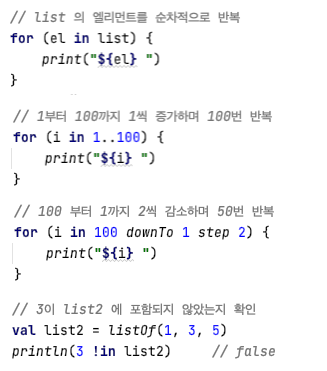 // list 의 엘리먼트를 순차적으로 반복
for (el in list) {
print("${el} ")
}
// 1부터 100까지 1씩 증가하며 100번 반복
for (i in 1..100) {
print("${i} ")
}
// 100 부터 1까지 2씩 감소하며 50번 반복
for (i in 100 downTo 1 step 2) {
print("${i} ")
}
// 3이 list2 에 포함되지 않았는지 확인
val list2 = listOf(1, 3, 5)
println(3 !in list2) // false